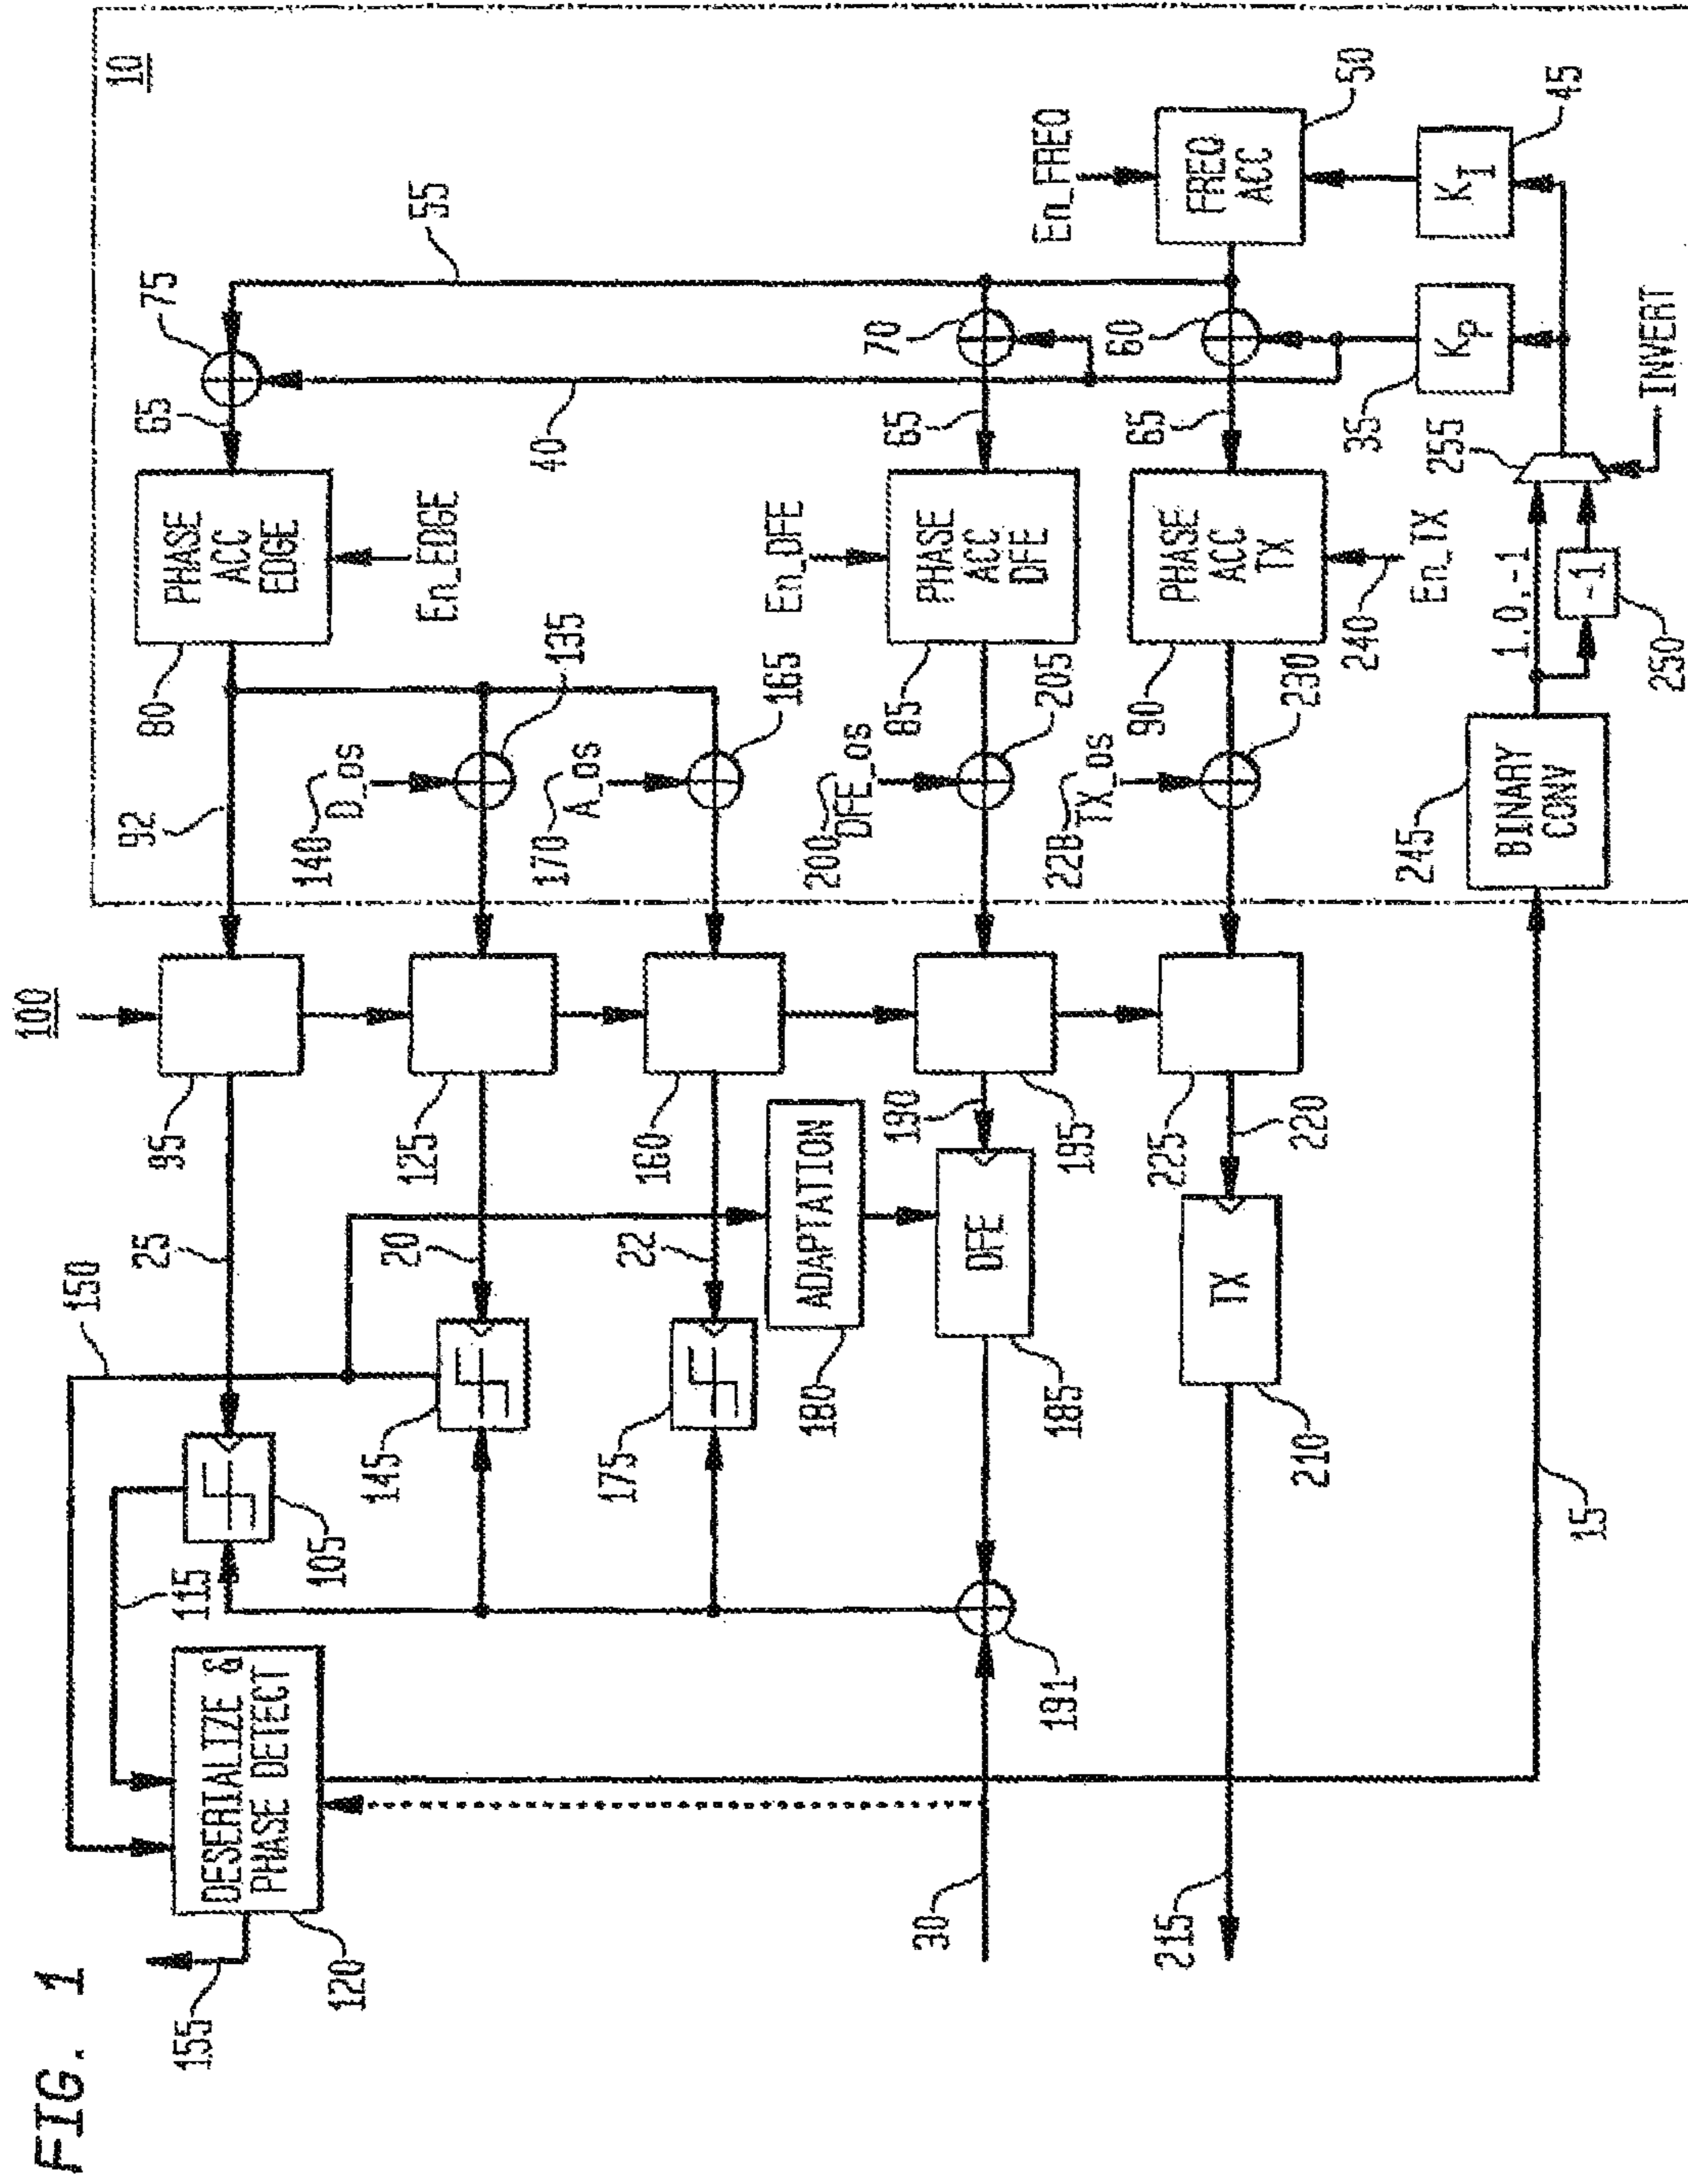 FIG. 1
155
DESERIALIZE &
PHASE DETECT
120
115
150
105
25
95
100
92
80
PHASE
ACC
EDGE
65
75
10
En_EDGE
40
55
145
20
125
140
D_os
135
175
22
160
170
A_os
165
180
ADAPTATION
30
191
185
DFE
190
195
200
DFE_os
205
85
En_DFE
PHASE
ACC
DFE
65
70
215
210
TX
220
225
228
TX_os
230
90
PHASE
ACC
TX
240
En_TX
65
60
En_FREQ
FREQ
ACC
50
15
245
BINARY
CONV
1.0,-1
-1
250
255
INVERT
35
KP
KI
45